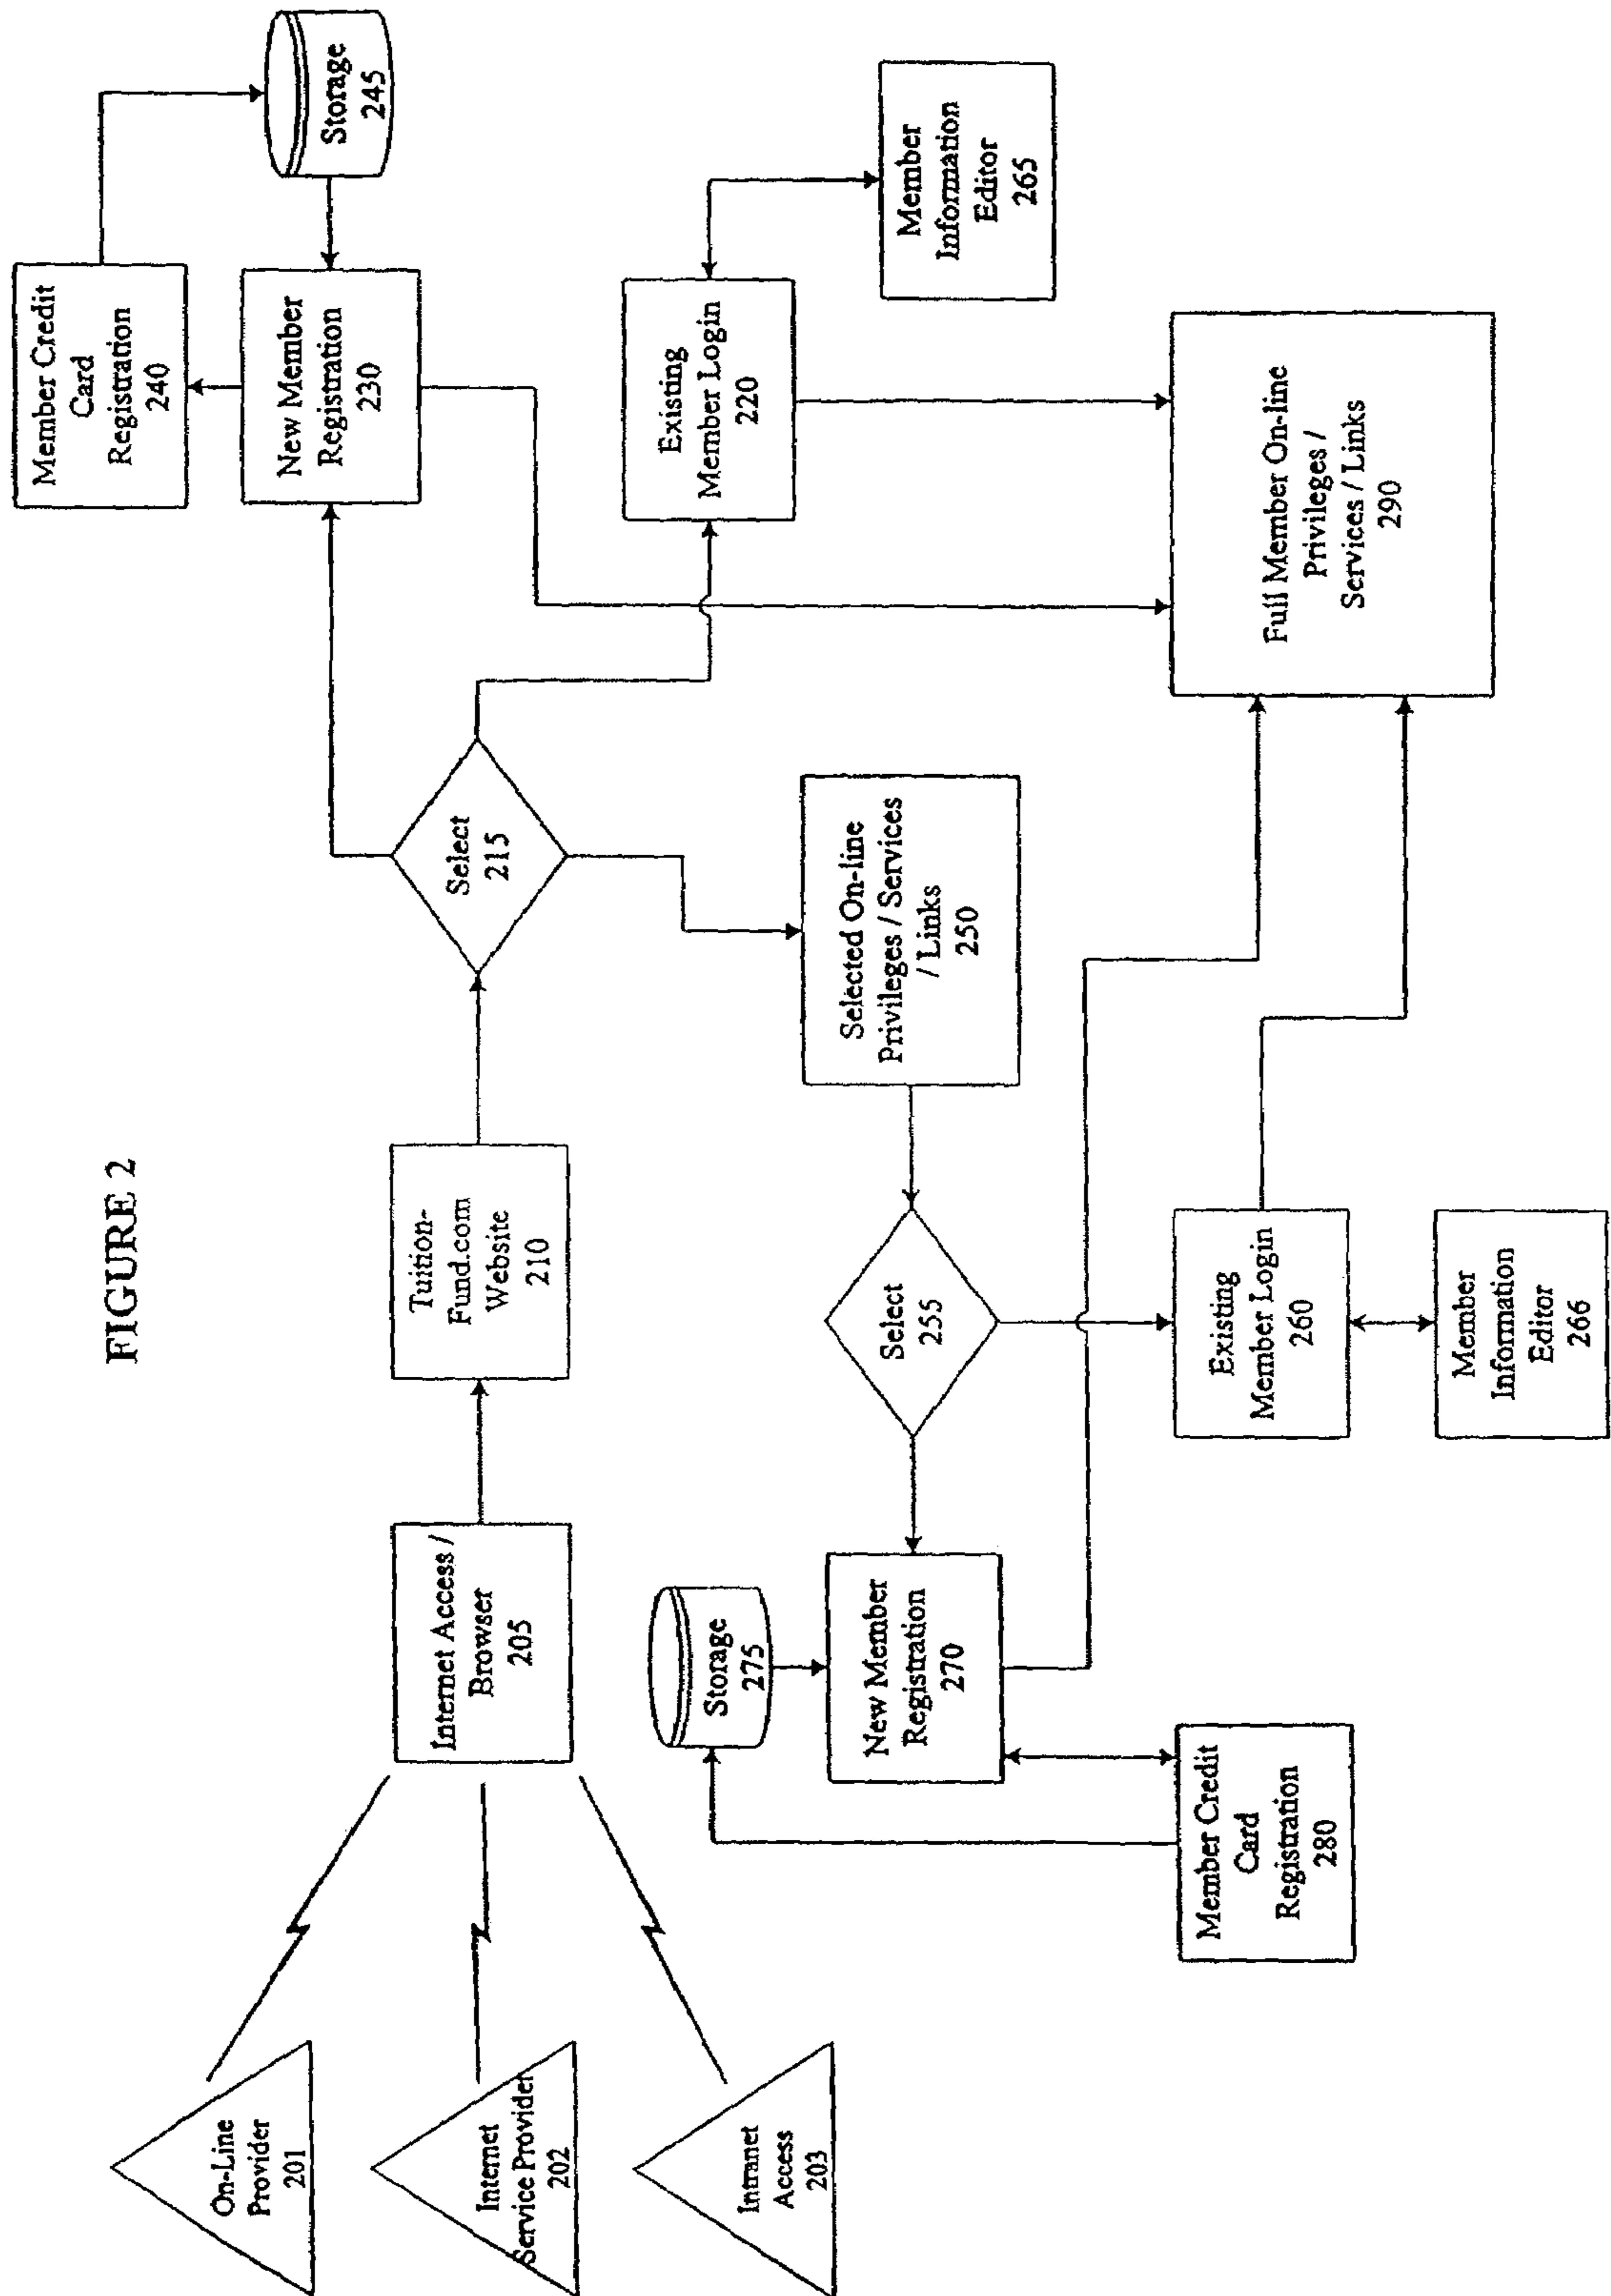 FIGURE 2
On-Line
Provider
201
Internet
Service Provider
202
Intranet
Access
203
Internet Access /
Browser
205
Tuition-
Fund.com
Website
210
Select
215
Member Credit
Card
Registration
240
Storage
245
New Member
Registration
230
Existing
Member Login
220
Member
Information
Editor
265
Selected On-line
Privileges / Services
/ Links
250
Select
255
Storage
275
New Member
Registration
270
Member Credit
Card
Registration
280
Existing
Member Login
260
Member
Information
Editor
266
Full Member On-line
Privileges /
Services / Links
290